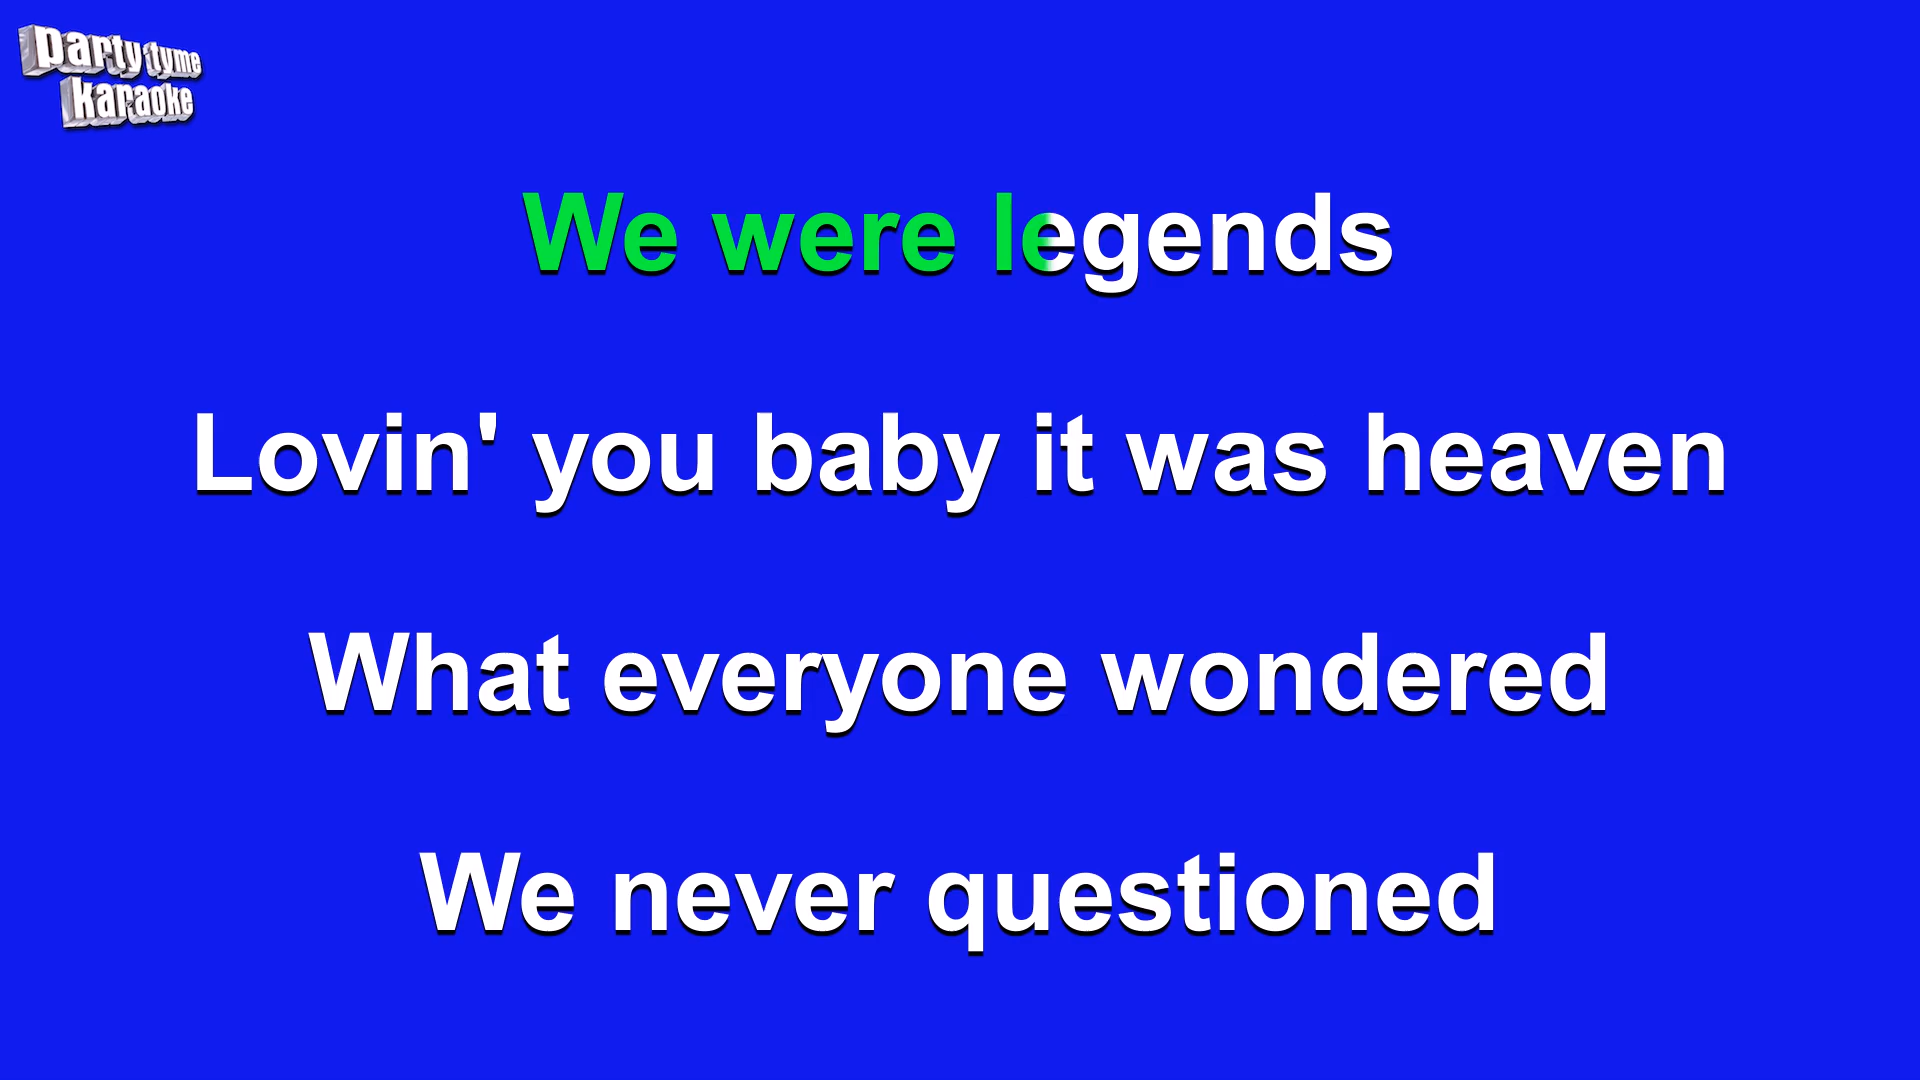 party tyme
karaoke
We were legends
Lovin' you baby it was heaven
What everyone wondered
We never questioned